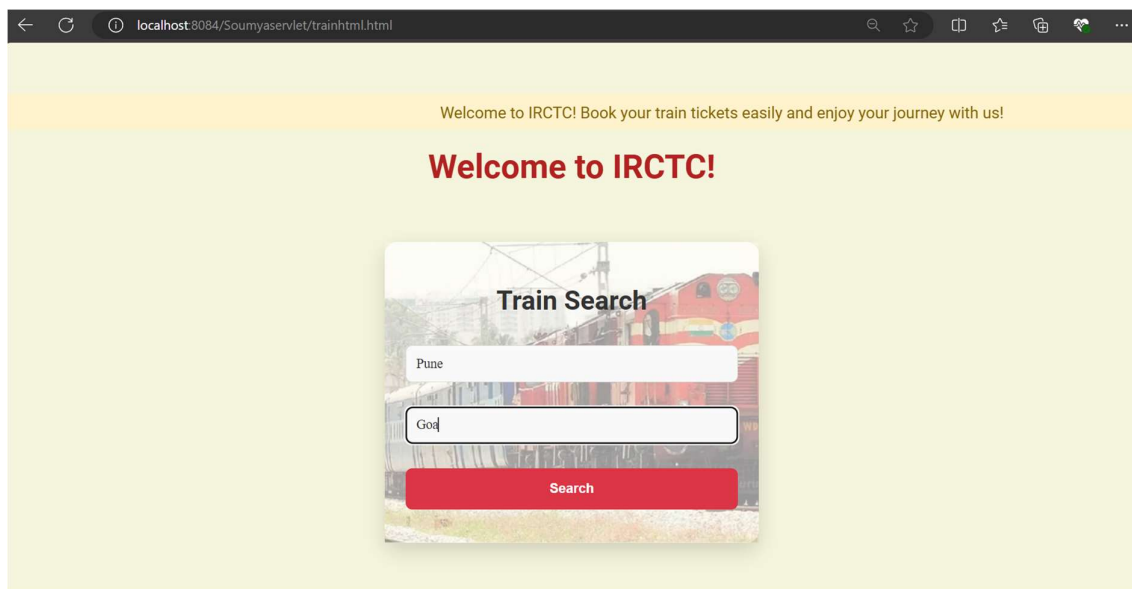 localhost:8084/Soumyaservlet/trainhtml.html
Welcome to IRCTC! Book your train tickets easily and enjoy your journey with us!
Welcome to IRCTC!
Train Search
Pune
Goa
Search